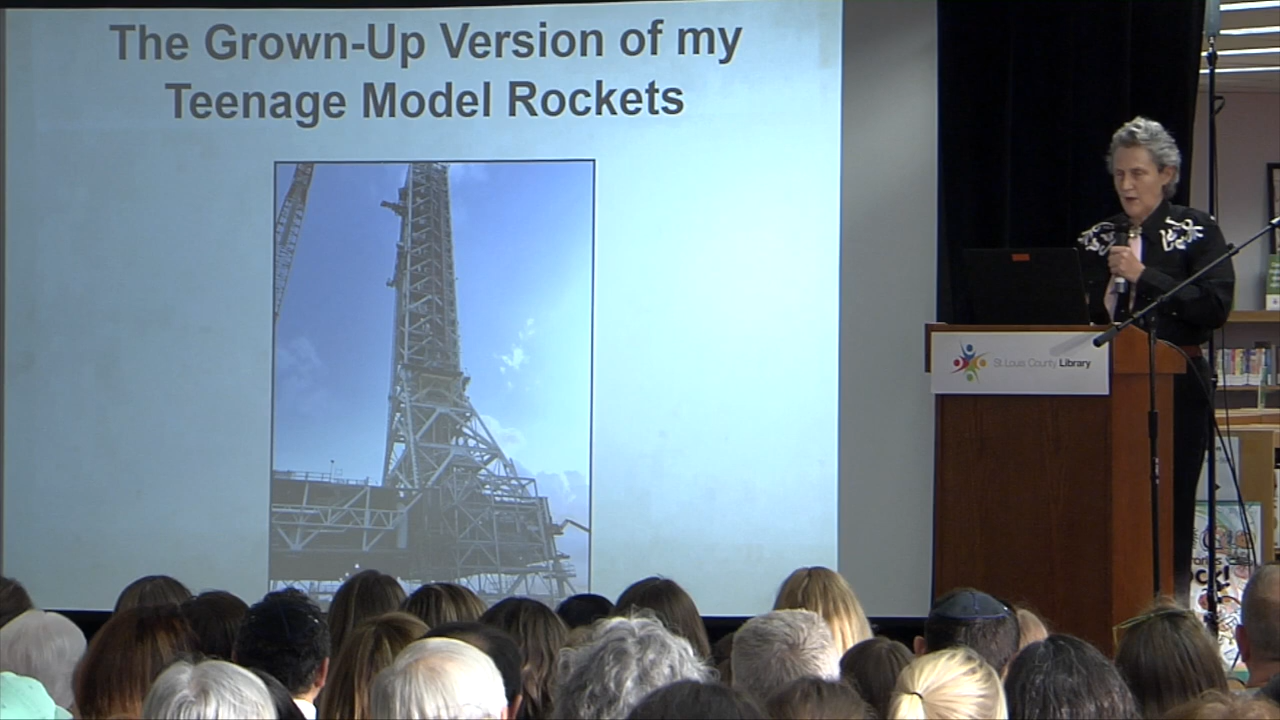 The Grown-Up Version of my
Teenage Model Rockets
St. Louis County Library